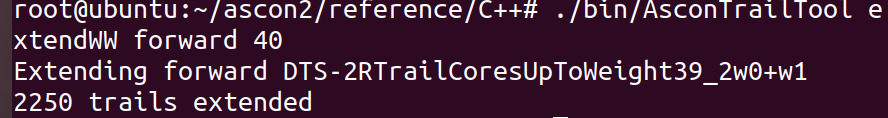 root@ubuntu:~/ascon2/reference/C++# ./bin/AsconTrailTool e
xtendWW forward 40
Extending forward DTS-2RTrailCoresUpToWeight39_2w0+w1
2250 trails extended